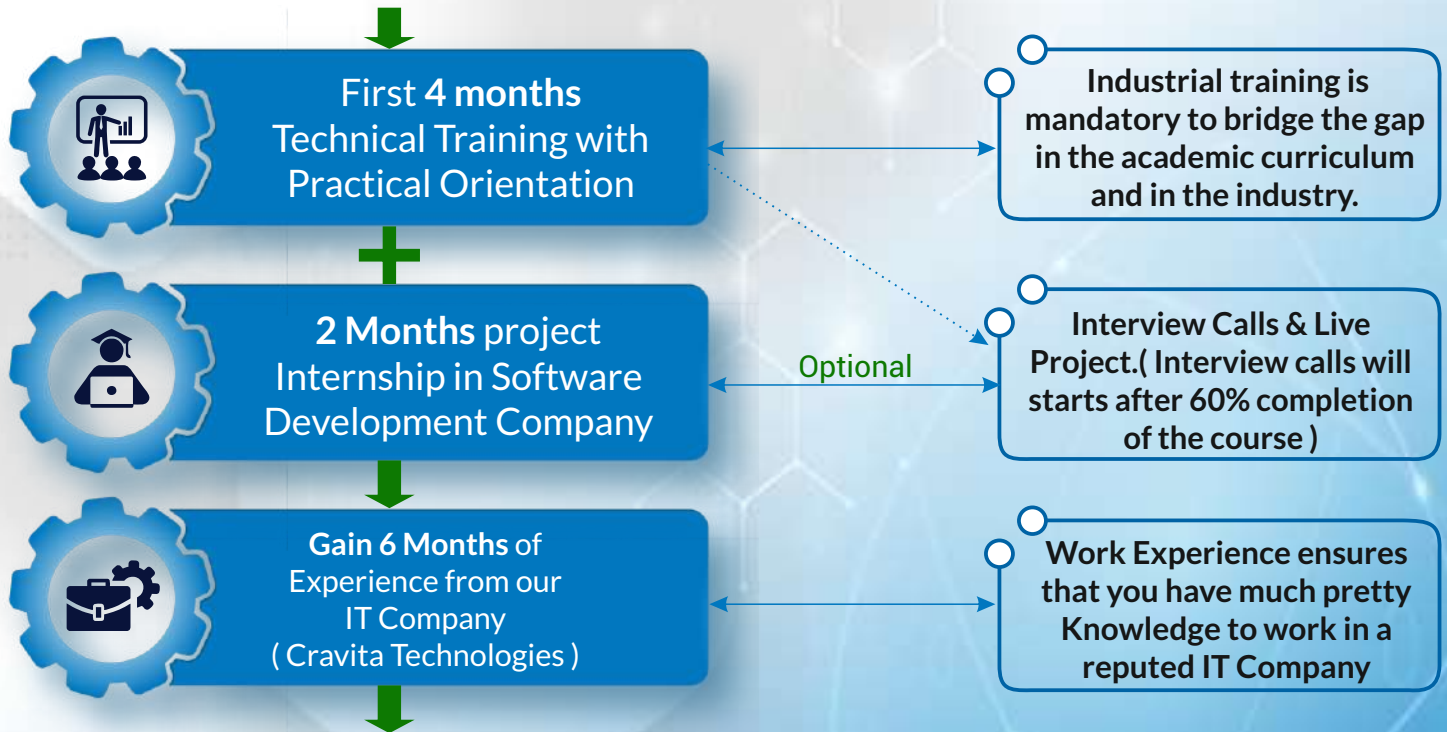 First 4 months
Technical Training with
Practical Orientation
Industrial training is
mandatory to bridge the gap
in the academic curriculum
and in the industry.
2 Months project
Internship in Software
Development Company
Optional
Interview Calls & Live
Project.( Interview calls will
starts after 60% completion
of the course )
Gain 6 Months of
Experience from our
IT Company
( Cravita Technologies )
Work Experience ensures
that you have much pretty
Knowledge to work in a
reputed IT Company